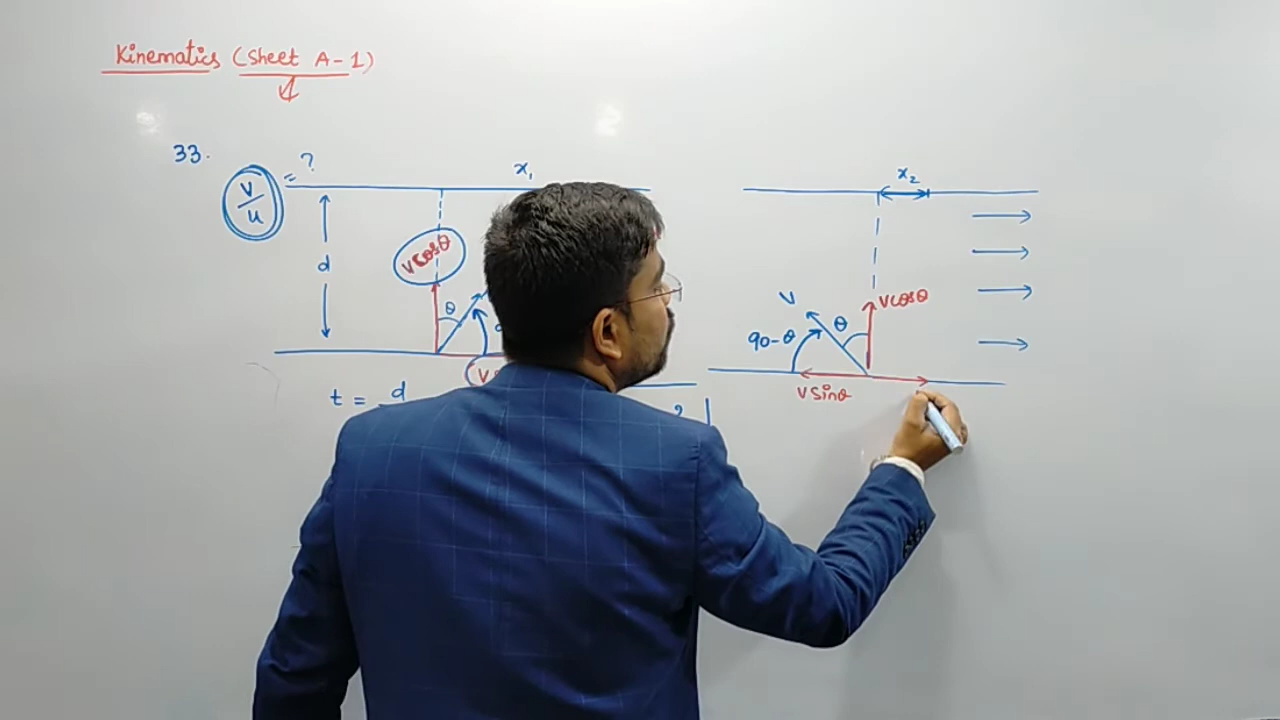 Kinematics (Sheet A-1)
33.
V/u = ?
x₁
d
Vcosθ
θ
t = d
x₂
V
θ
Vcosθ
90-θ
Vsinθ